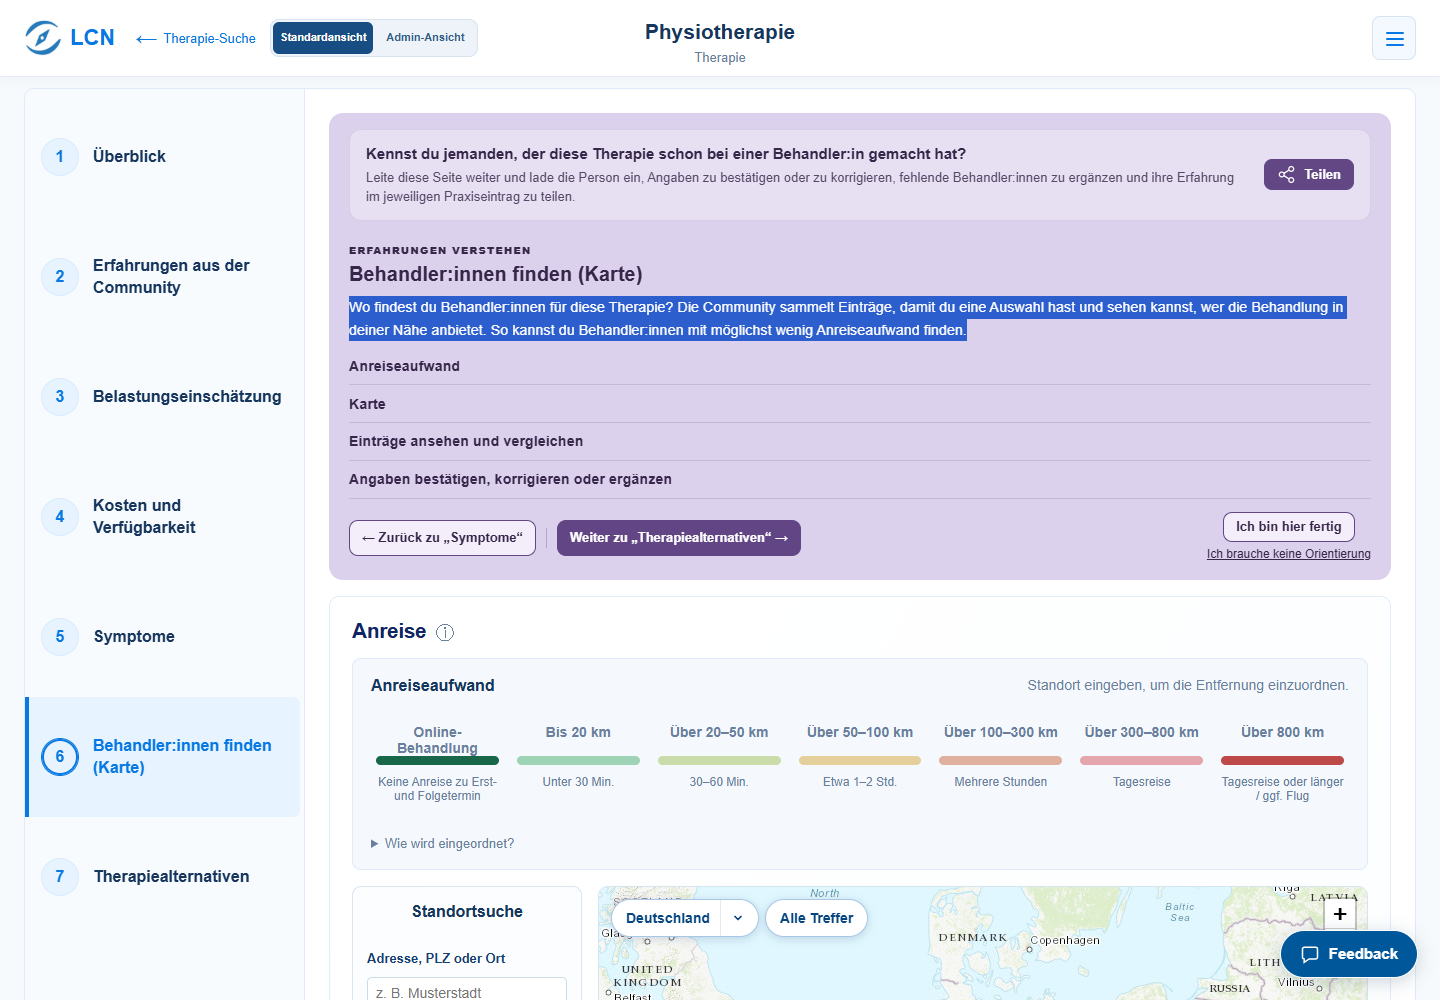 LCN
← Therapie-Suche
Standardansicht
Admin-Ansicht
Physiotherapie
Therapie
1
Überblick
2
Erfahrungen aus der
Community
3
Belastungseinschätzung
4
Kosten und
Verfügbarkeit
5
Symptome
6
Behandler:innen finden
(Karte)
7
Therapiealternativen
Kennst du jemanden, der diese Therapie schon bei einer Behandler:in gemacht hat?
Leite diese Seite weiter und lade die Person ein, Angaben zu bestätigen oder zu korrigieren, fehlende Behandler:innen zu ergänzen und ihre Erfahrung
im jeweiligen Praxiseintrag zu teilen.
Teilen
ERFAHRUNGEN VERSTEHEN
Behandler:innen finden (Karte)
Wo findest du Behandler:innen für diese Therapie? Die Community sammelt Einträge, damit du eine Auswahl hast und sehen kannst, wer die Behandlung in
deiner Nähe anbietet. So kannst du Behandler:innen mit möglichst wenig Anreiseaufwand finden.
Anreiseaufwand
Karte
Einträge ansehen und vergleichen
Angaben bestätigen, korrigieren oder ergänzen
← Zurück zu „Symptome“
Weiter zu „Therapiealternativen“ →
Ich bin hier fertig
Ich brauche keine Orientierung
Anreise
Anreiseaufwand
Standort eingeben, um die Entfernung einzuordnen.
Online-
Behandlung
Keine Anreise zu Erst-
und Folgetermin
Bis 20 km
Unter 30 Min.
Über 20–50 km
30–60 Min.
Über 50–100 km
Etwa 1–2 Std.
Über 100–300 km
Mehrere Stunden
Über 300–800 km
Tagesreise
Über 800 km
Tagesreise oder länger
/ ggf. Flug
Wie wird eingeordnet?
Standortsuche
Adresse, PLZ oder Ort
z. B. Musterstadt
Deutschland
Alle Treffer
North
Baltic
Sea
Riga
LATVIA
DENMARK
Copenhagen
UNITED
KINGDOM
Belfast
RUSSIA
Vilnius
+
Feedback